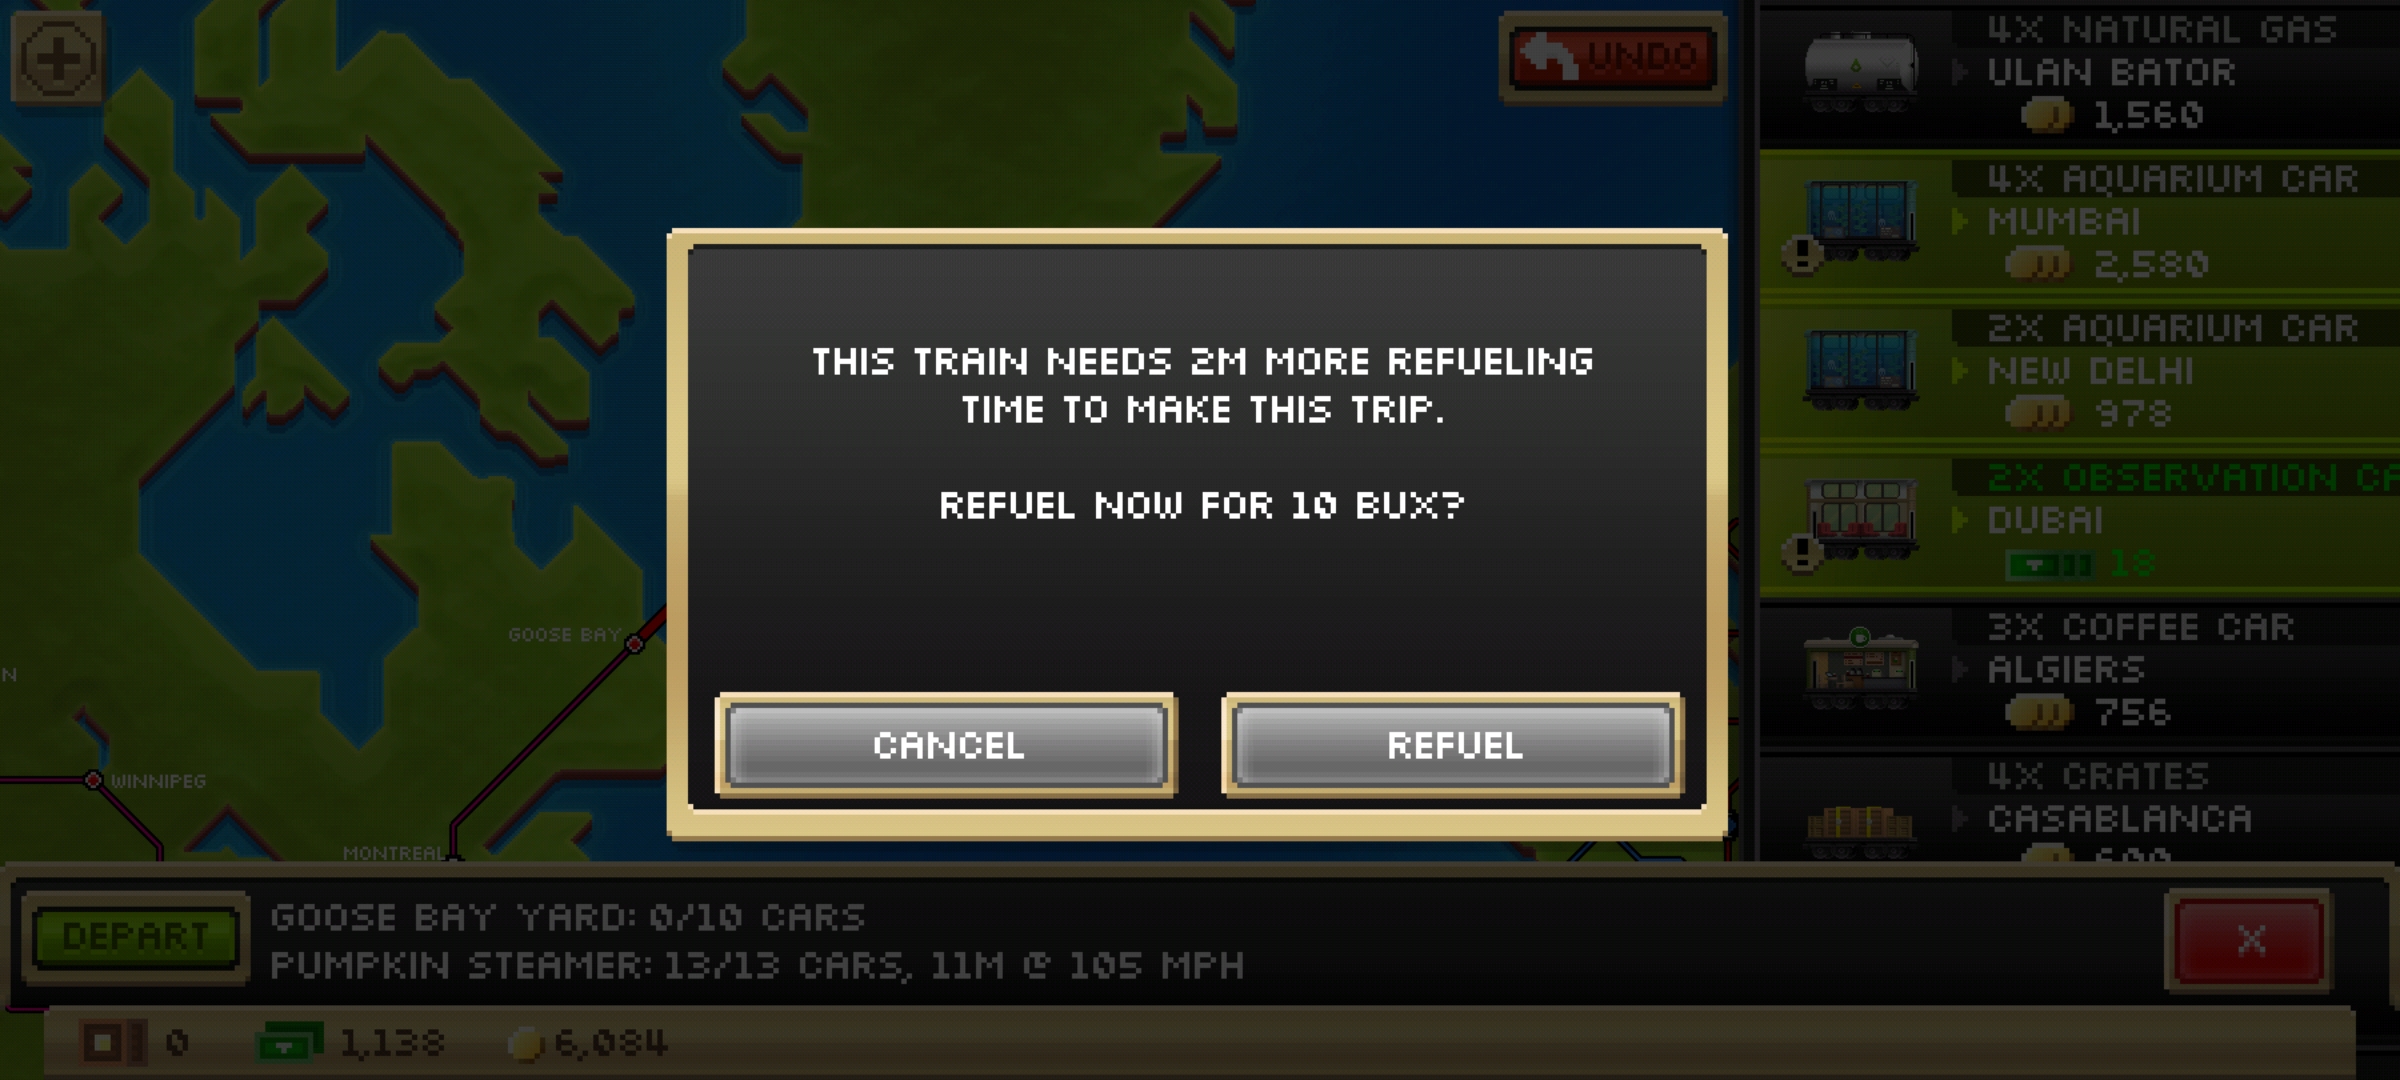 UNDO
4X NATURAL GAS
ULAN BATOR
1,560
4X AQUARIUM CAR
MUMBAI
2,580
2X AQUARIUM CAR
NEW DELHI
978
2X OBSERVATION CA
DUBAI
18
3X COFFEE CAR
ALGIERS
756
4X CRATES
CASABLANCA
600
THIS TRAIN NEEDS 2M MORE REFUELING
TIME TO MAKE THIS TRIP.
REFUEL NOW FOR 10 BUX?
CANCEL
REFUEL
GOOSE BAY
N
WINNIPEG
MONTREAL
DEPART
GOOSE BAY YARD: 0/10 CARS
PUMPKIN STEAMER: 13/13 CARS, 11M @ 105 MPH
X
0
1,138
6,084